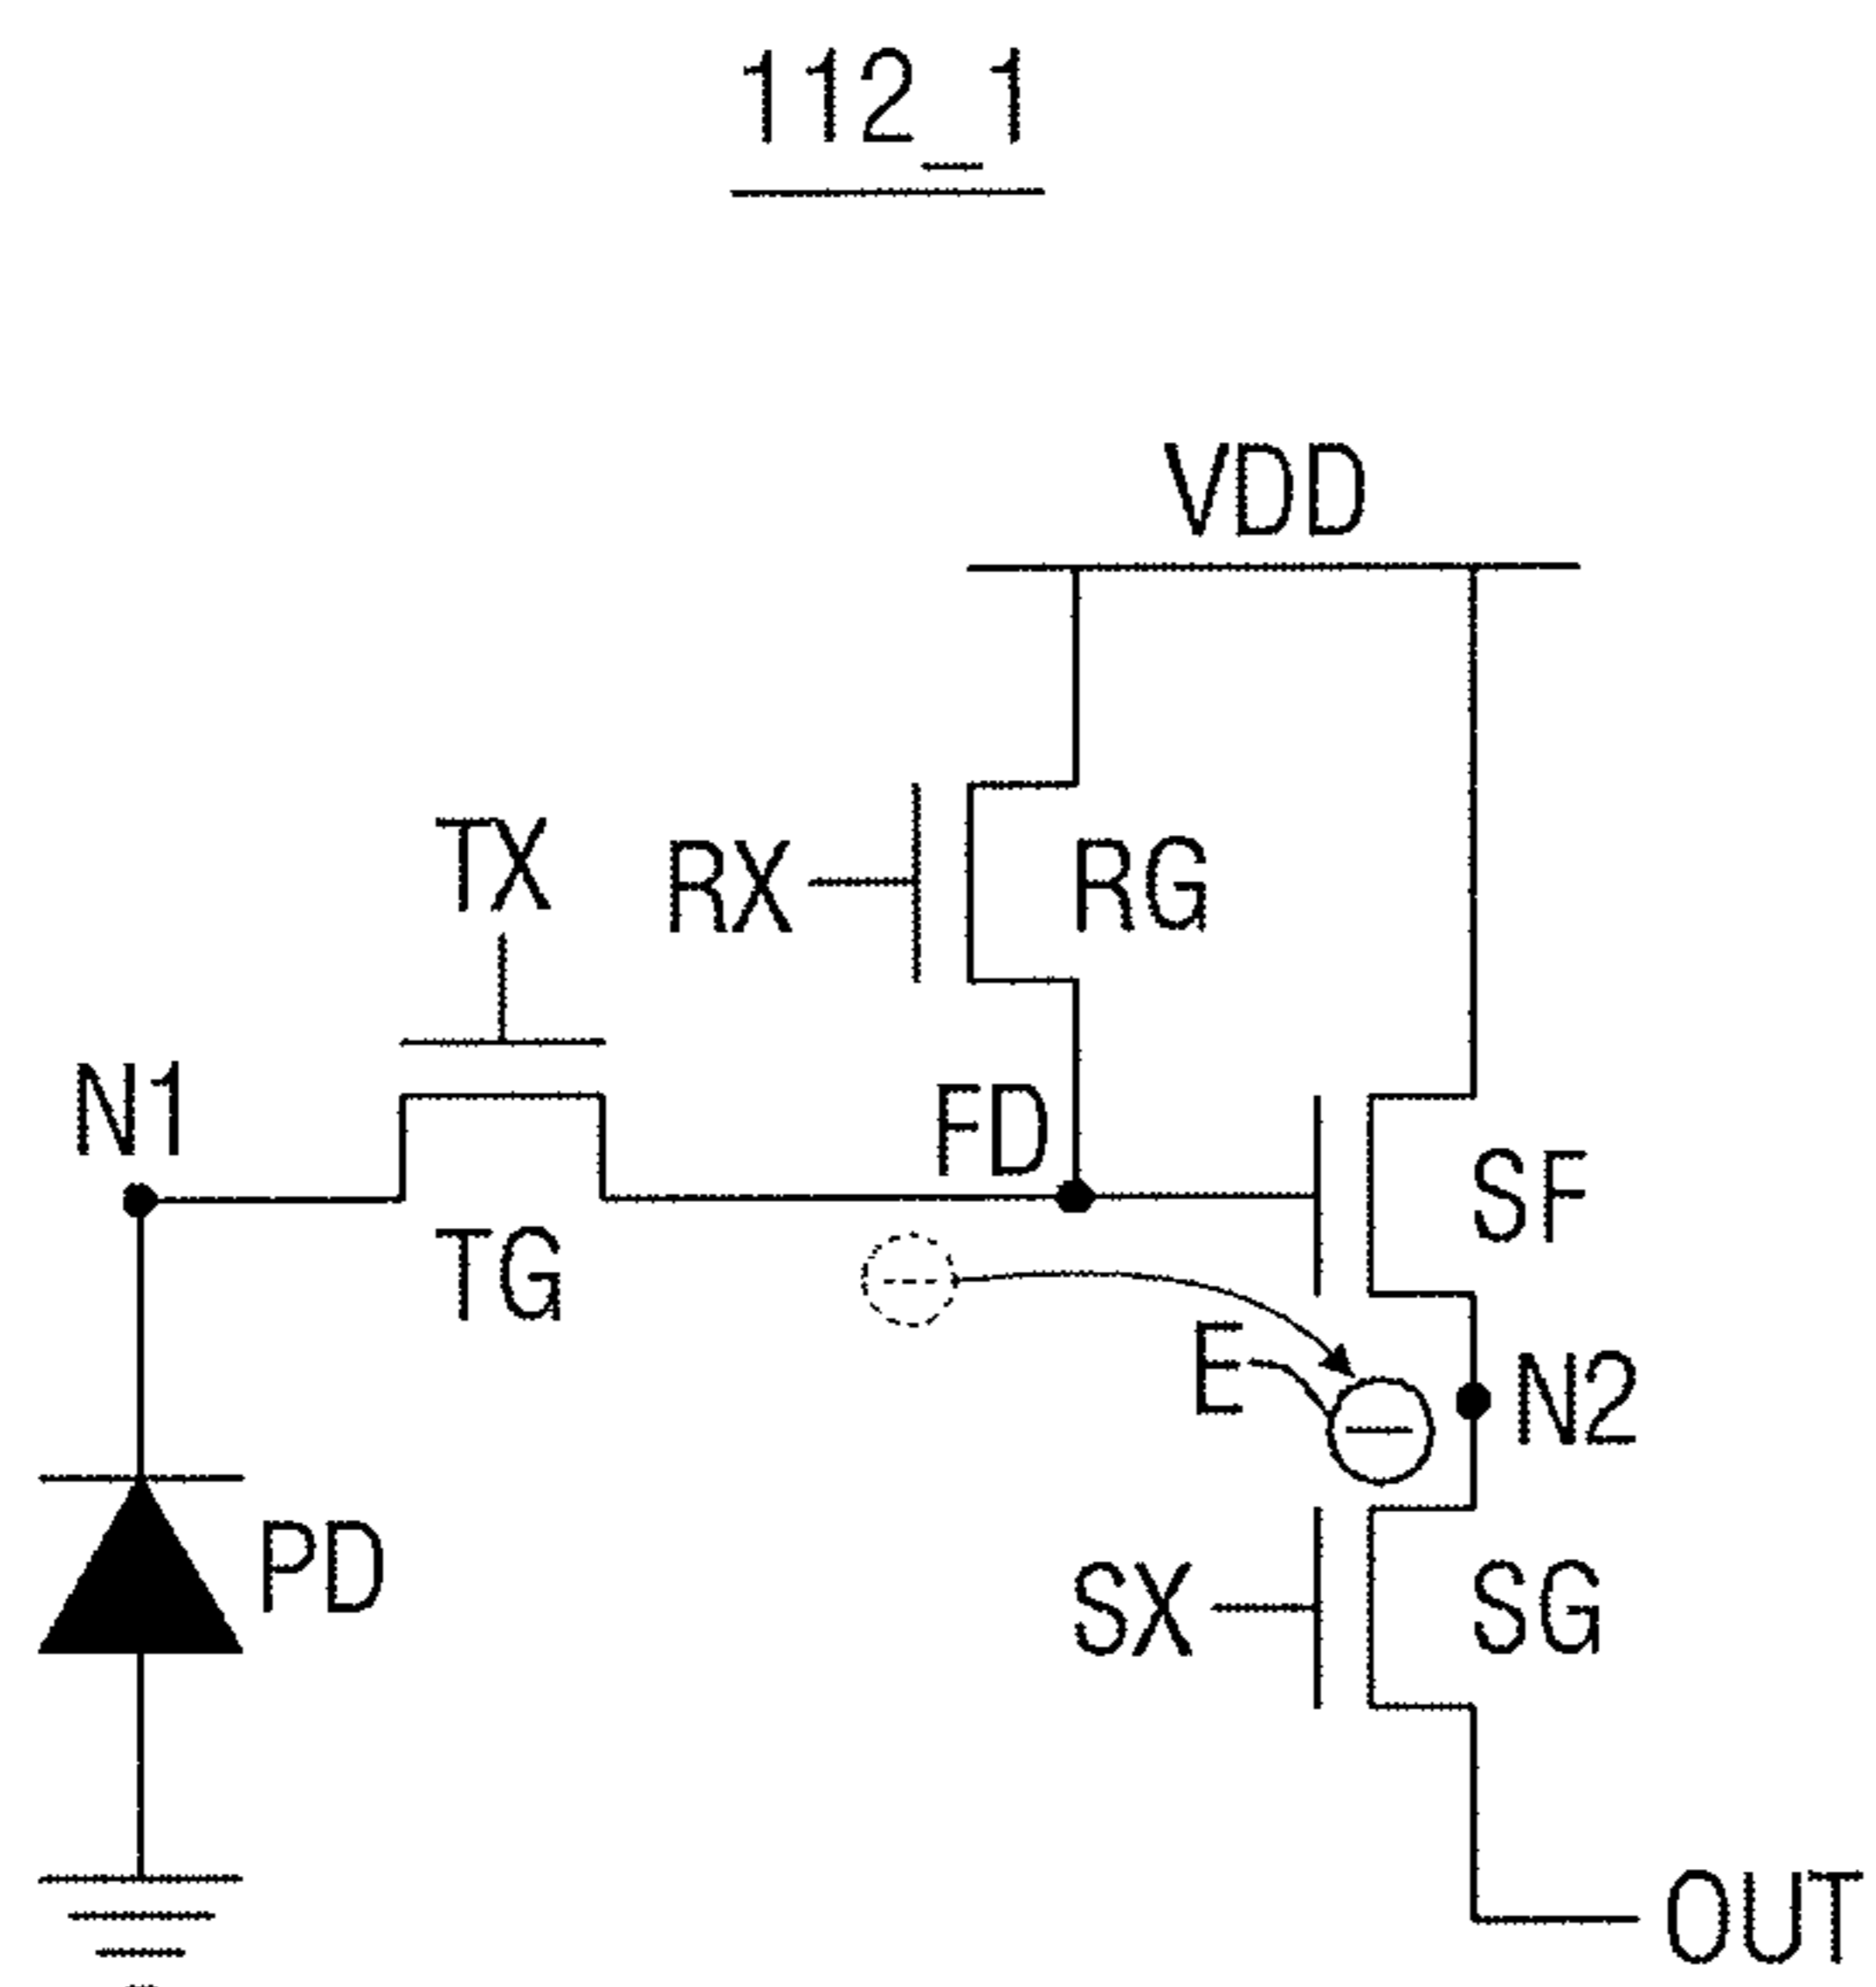 112_1
VDD
TX
RX
RG
N1
FD
SF
TG
E
N2
PD
SX
SG
OUT